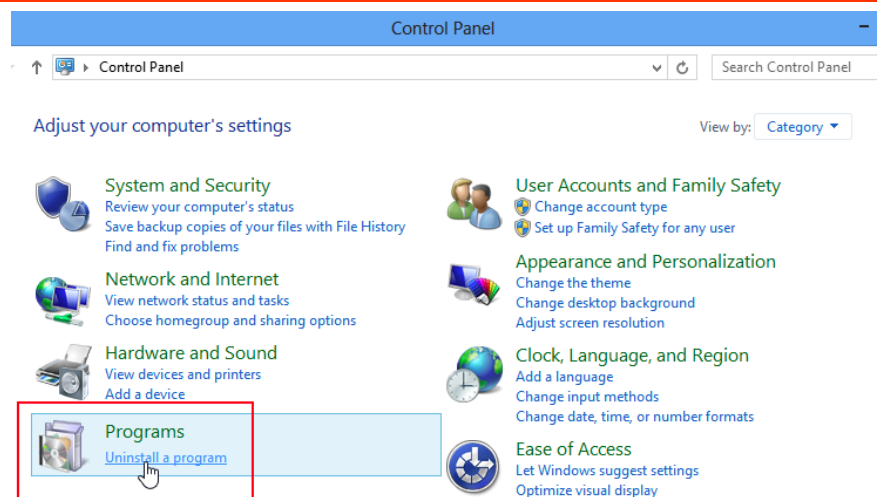 Control Panel
Control Panel
Search Control Panel
Adjust your computer's settings
View by: Category
System and Security
Review your computer's status
Save backup copies of your files with File History
Find and fix problems
Network and Internet
View network status and tasks
Choose homegroup and sharing options
Hardware and Sound
View devices and printers
Add a device
Programs
Uninstall a program
User Accounts and Family Safety
Change account type
Set up Family Safety for any user
Appearance and Personalization
Change the theme
Change desktop background
Adjust screen resolution
Clock, Language, and Region
Add a language
Change input methods
Change date, time, or number formats
Ease of Access
Let Windows suggest settings
Optimize visual display